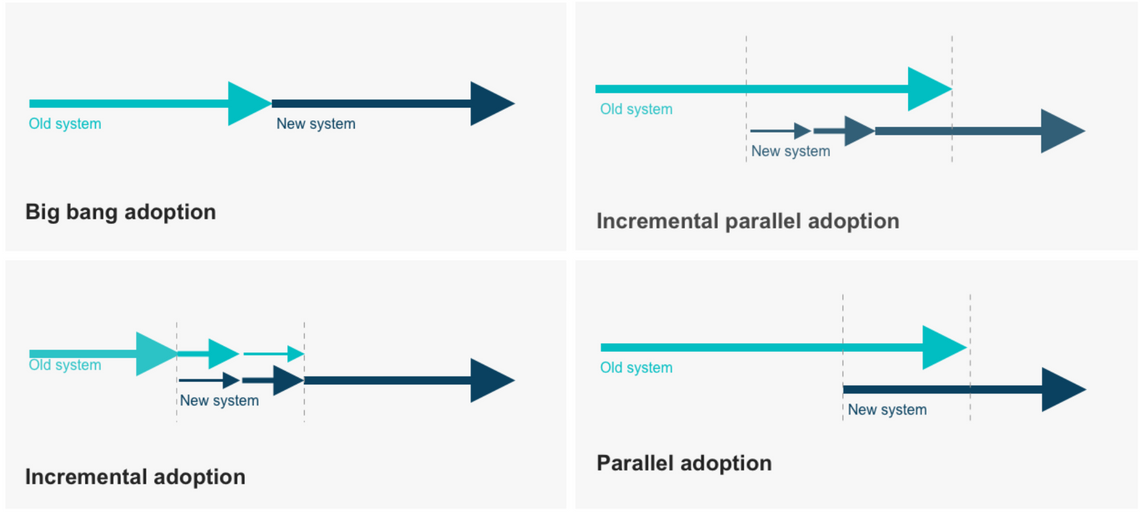 Old system
New system
Big bang adoption
Old system
New system
Incremental parallel adoption
Old system
New system
Incremental adoption
Old system
New system
Parallel adoption